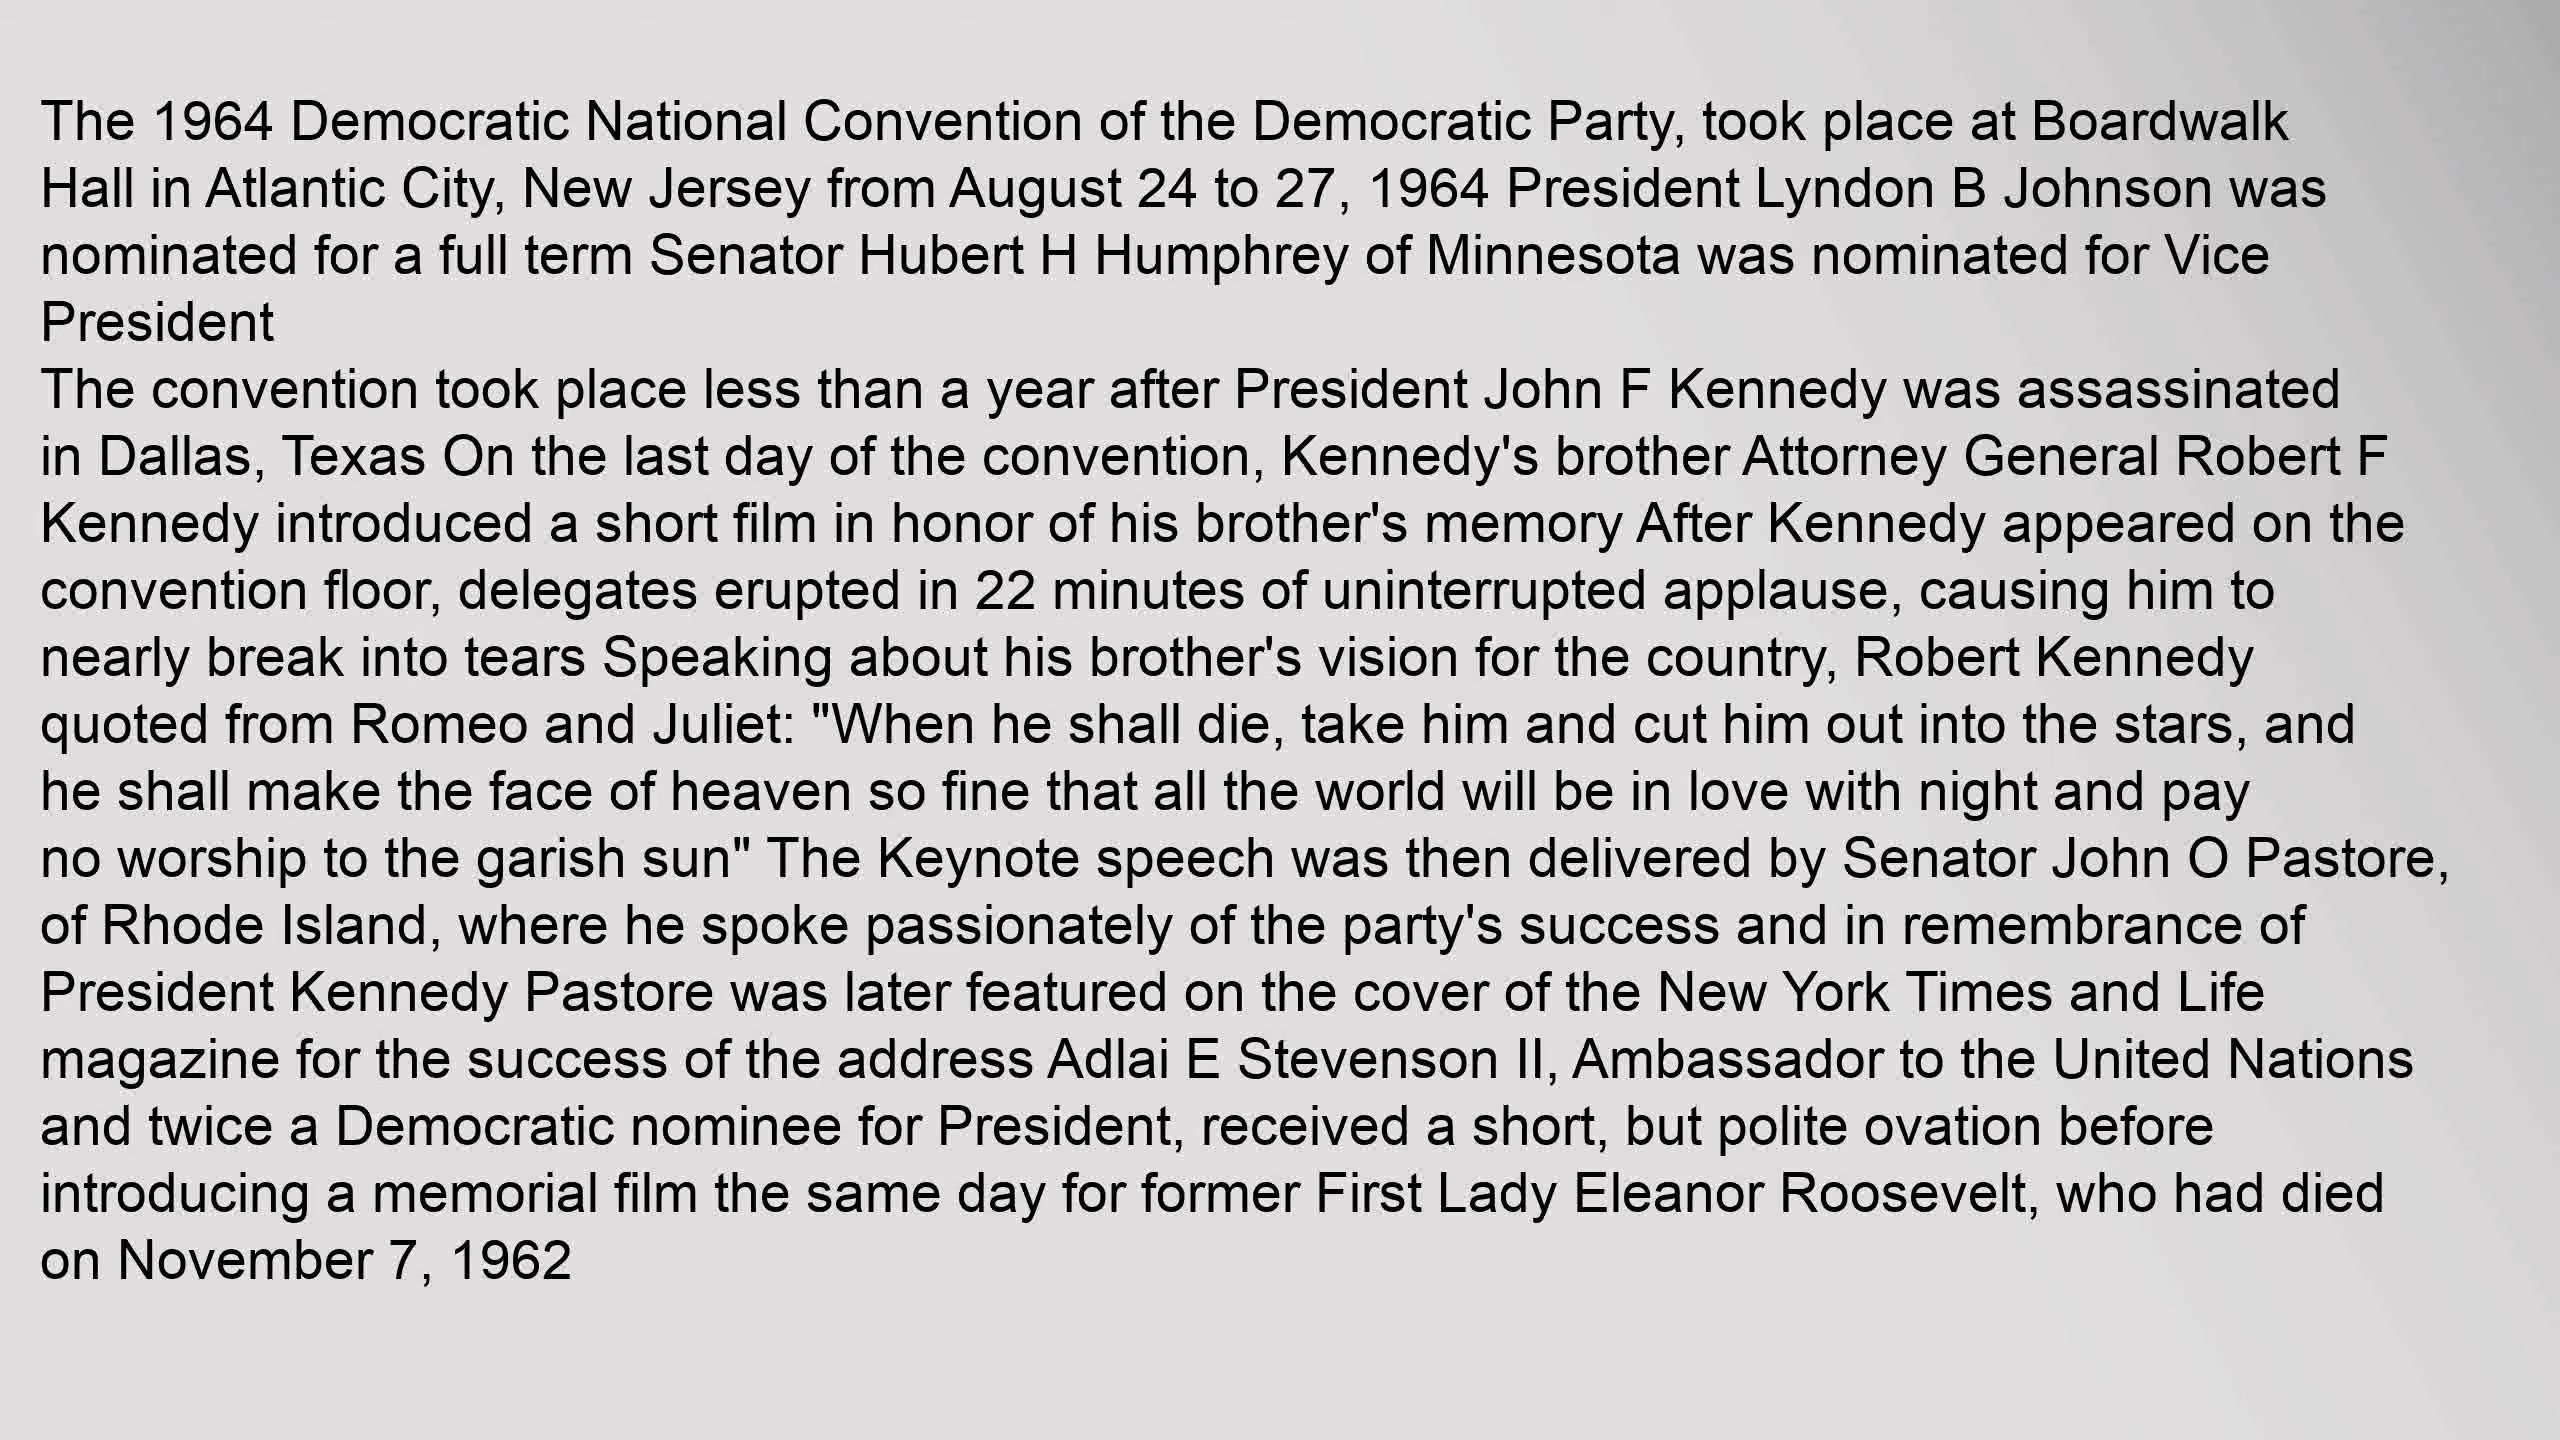 The 1964 Democratic National Convention of the Democratic Party, took place at Boardwalk
Hall in Atlantic City, New Jersey from August 24 to 27, 1964 President Lyndon B Johnson was
nominated for a full term Senator Hubert H Humphrey of Minnesota was nominated for Vice
President
The convention took place less than a year after President John F Kennedy was assassinated
in Dallas, Texas On the last day of the convention, Kennedy's brother Attorney General Robert F
Kennedy introduced a short film in honor of his brother's memory After Kennedy appeared on the
convention floor, delegates erupted in 22 minutes of uninterrupted applause, causing him to
nearly break into tears Speaking about his brother's vision for the country, Robert Kennedy
quoted from Romeo and Juliet: "When he shall die, take him and cut him out into the stars, and
he shall make the face of heaven so fine that all the world will be in love with night and pay
no worship to the garish sun" The Keynote speech was then delivered by Senator John O Pastore,
of Rhode Island, where he spoke passionately of the party's success and in remembrance of
President Kennedy Pastore was later featured on the cover of the New York Times and Life
magazine for the success of the address Adlai E Stevenson II, Ambassador to the United Nations
and twice a Democratic nominee for President, received a short, but polite ovation before
introducing a memorial film the same day for former First Lady Eleanor Roosevelt, who had died
on November 7, 1962